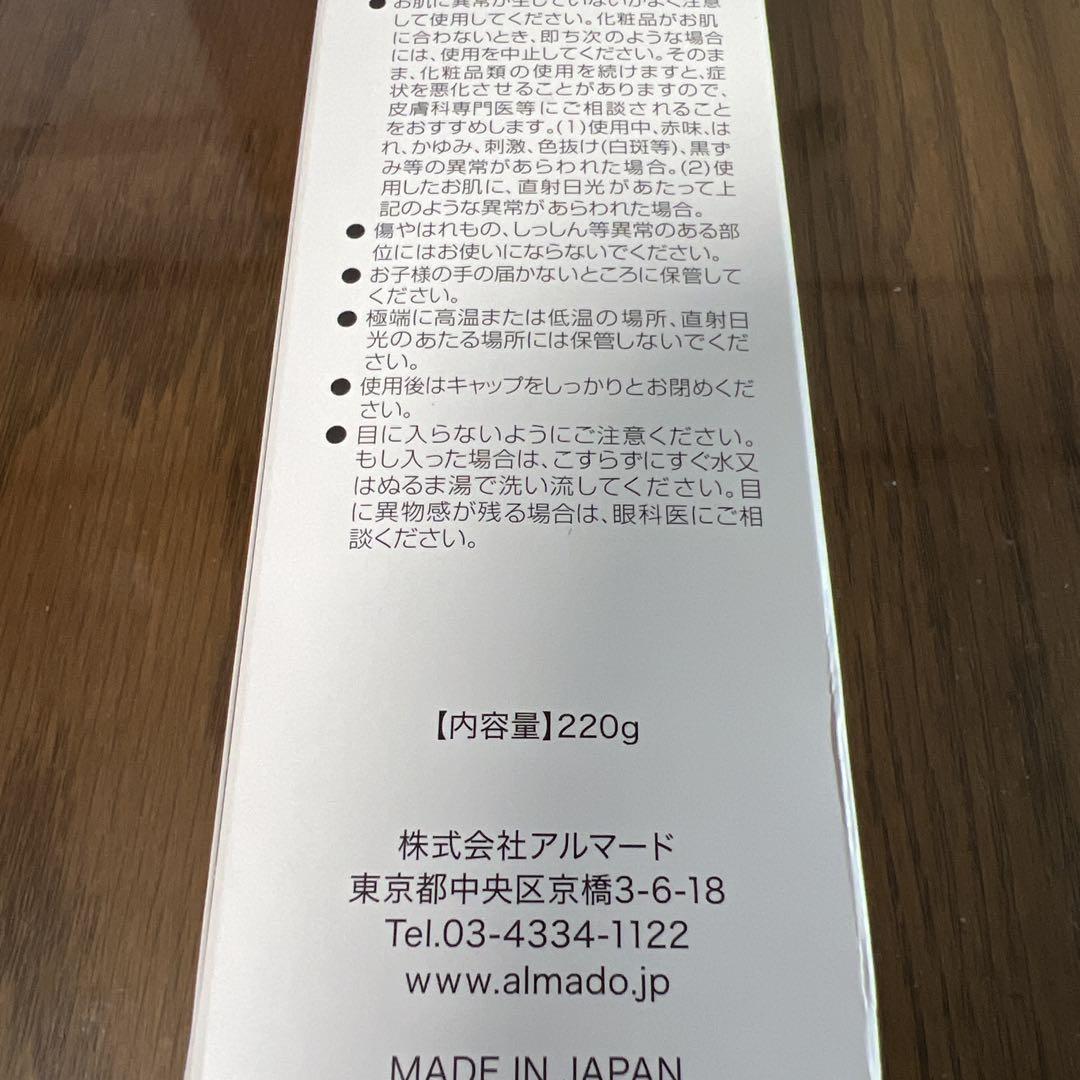 ●お肌に異常が生じていないかよく注意
して使用してください。化粧品がお肌
に合わないとき、即ち次のような場合
には、使用を中止してください。そのま
ま、化粧品類の使用を続けますと、症
状を悪化させることがありますので、
皮膚科専門医等にご相談されること
をおすすめします。(1)使用中、赤味、は
れ、かゆみ、刺激、色抜け(白斑等)、黒ず
み等の異常があらわれた場合。(2)使
用したお肌に、直射日光があたって上
記のような異常があらわれた場合。
●傷やはれもの、しっしん等異常のある部
位にはお使いにならないでください。
●お子様の手の届かないところに保管して
ください。
●極端に高温または低温の場所、直射日
光のあたる場所には保管しないでくだ
さい。
●使用後はキャップをしっかりとお閉めくだ
さい。
●目に入らないようにご注意ください。
もし入った場合は、こすらずにすぐ水又
はぬるま湯で洗い流してください。目
に異物感が残る場合は、眼科医にご相
談ください。
【内容量】220g
株式会社アルマード
東京都中央区京橋3-6-18
Tel.03-4334-1122
www.almado.jp
MADE IN JAPAN